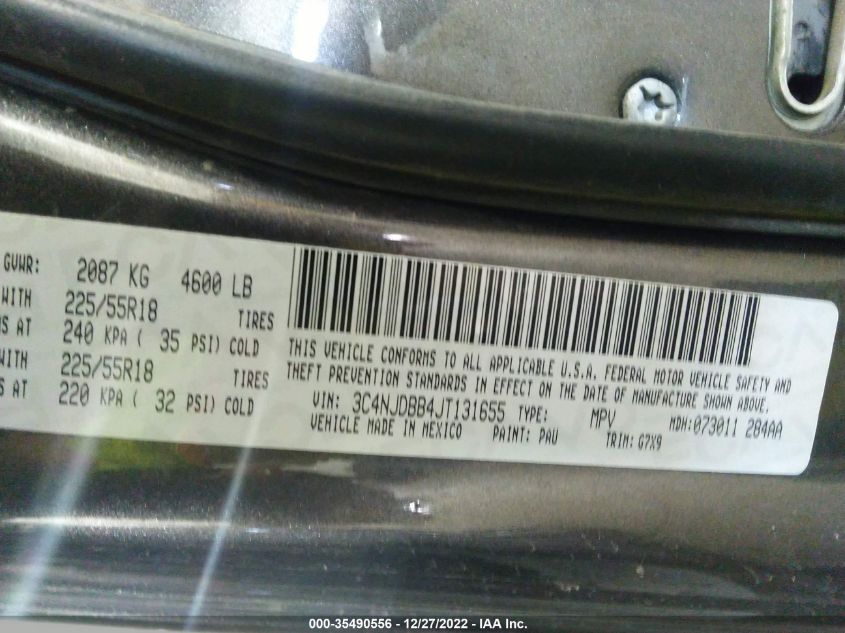 GVWR: 2087 KG 4600 LB
WITH 225/55R18 TIRES
AT 240 KPA ( 35 PSI) COLD
WITH 225/55R18 TIRES
AT 220 KPA ( 32 PSI) COLD
THIS VEHICLE CONFORMS TO ALL APPLICABLE U.S.A. FEDERAL MOTOR VEHICLE SAFETY AND
THEFT PREVENTION STANDARDS IN EFFECT ON THE DATE OF MANUFACTURE SHOWN ABOVE.
VIN: 3C4NJDBB4JT131655 TYPE: MPV MDH:073011 284AA
VEHICLE MADE IN MEXICO PAINT: PAU TRIM: G7X9
000-35490556 - 12/27/2022 - IAA Inc.